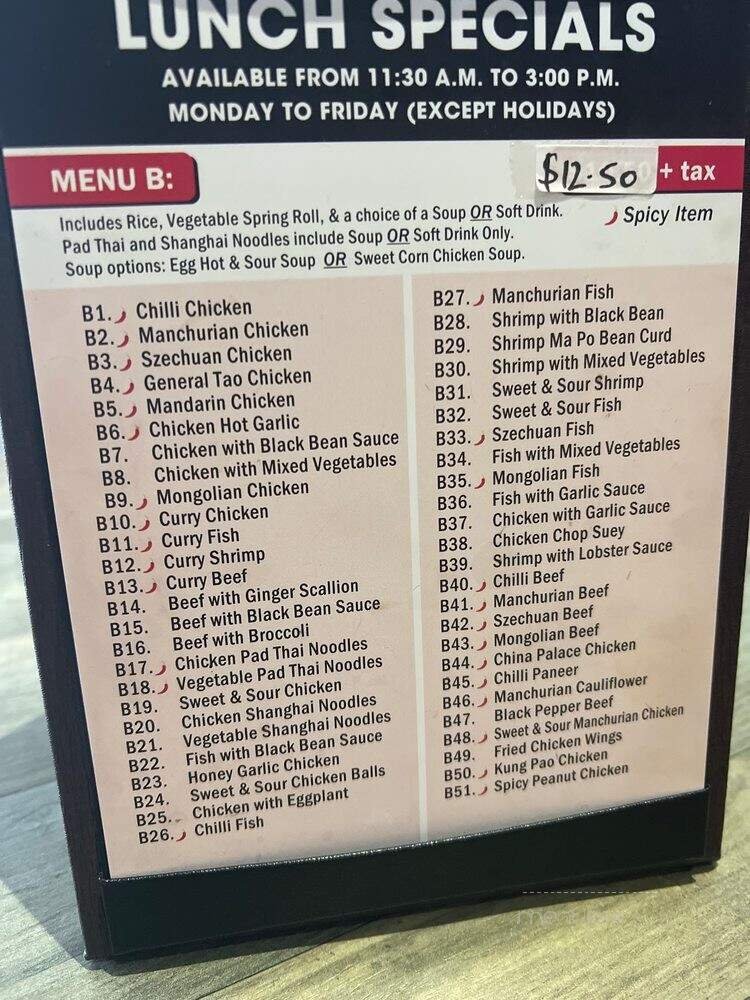 LUNCH SPECIALS
AVAILABLE FROM 11:30 A.M. TO 3:00 P.M.
MONDAY TO FRIDAY (EXCEPT HOLIDAYS)
MENU B:
$12.50 + tax
Includes Rice, Vegetable Spring Roll, & a choice of a Soup OR Soft Drink.
Pad Thai and Shanghai Noodles include Soup OR Soft Drink Only.
Soup options: Egg Hot & Sour Soup OR Sweet Corn Chicken Soup.
Spicy Item
B1. Chilli Chicken
B2. Manchurian Chicken
B3. Szechuan Chicken
B4. General Tao Chicken
B5. Mandarin Chicken
B6. Chicken Hot Garlic
B7. Chicken with Black Bean Sauce
B8. Chicken with Mixed Vegetables
B9. Mongolian Chicken
B10. Curry Chicken
B11. Curry Fish
B12. Curry Shrimp
B13. Curry Beef
B14. Beef with Ginger Scallion
B15. Beef with Black Bean Sauce
B16. Beef with Broccoli
B17. Chicken Pad Thai Noodles
B18. Vegetable Pad Thai Noodles
B19. Sweet & Sour Chicken
B20. Chicken Shanghai Noodles
B21. Vegetable Shanghai Noodles
B22. Fish with Black Bean Sauce
B23. Honey Garlic Chicken
B24. Sweet & Sour Chicken Balls
B25. Chicken with Eggplant
B26. Chilli Fish
B27. Manchurian Fish
B28. Shrimp with Black Bean
B29. Shrimp Ma Po Bean Curd
B30. Shrimp with Mixed Vegetables
B31. Sweet & Sour Shrimp
B32. Sweet & Sour Fish
B33. Szechuan Fish
B34. Fish with Mixed Vegetables
B35. Mongolian Fish
B36. Fish with Garlic Sauce
B37. Chicken with Garlic Sauce
B38. Chicken Chop Suey
B39. Shrimp with Lobster Sauce
B40. Chilli Beef
B41. Manchurian Beef
B42. Szechuan Beef
B43. Mongolian Beef
B44. China Palace Chicken
B45. Chilli Paneer
B46. Manchurian Cauliflower
B47. Black Pepper Beef
B48. Sweet & Sour Manchurian Chicken
B49. Fried Chicken Wings
B50. Kung Pao Chicken
B51. Spicy Peanut Chicken